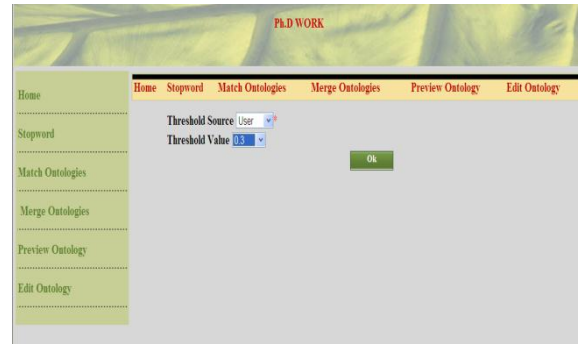 Ph.D WORK
Home Stopword Match Ontologies Merge Ontologies Preview Ontology Edit Ontology
Home
Stopword
Match Ontologies
Merge Ontologies
Preview Ontology
Edit Ontology
Threshold Source User *
Threshold Value 0.3
Ok